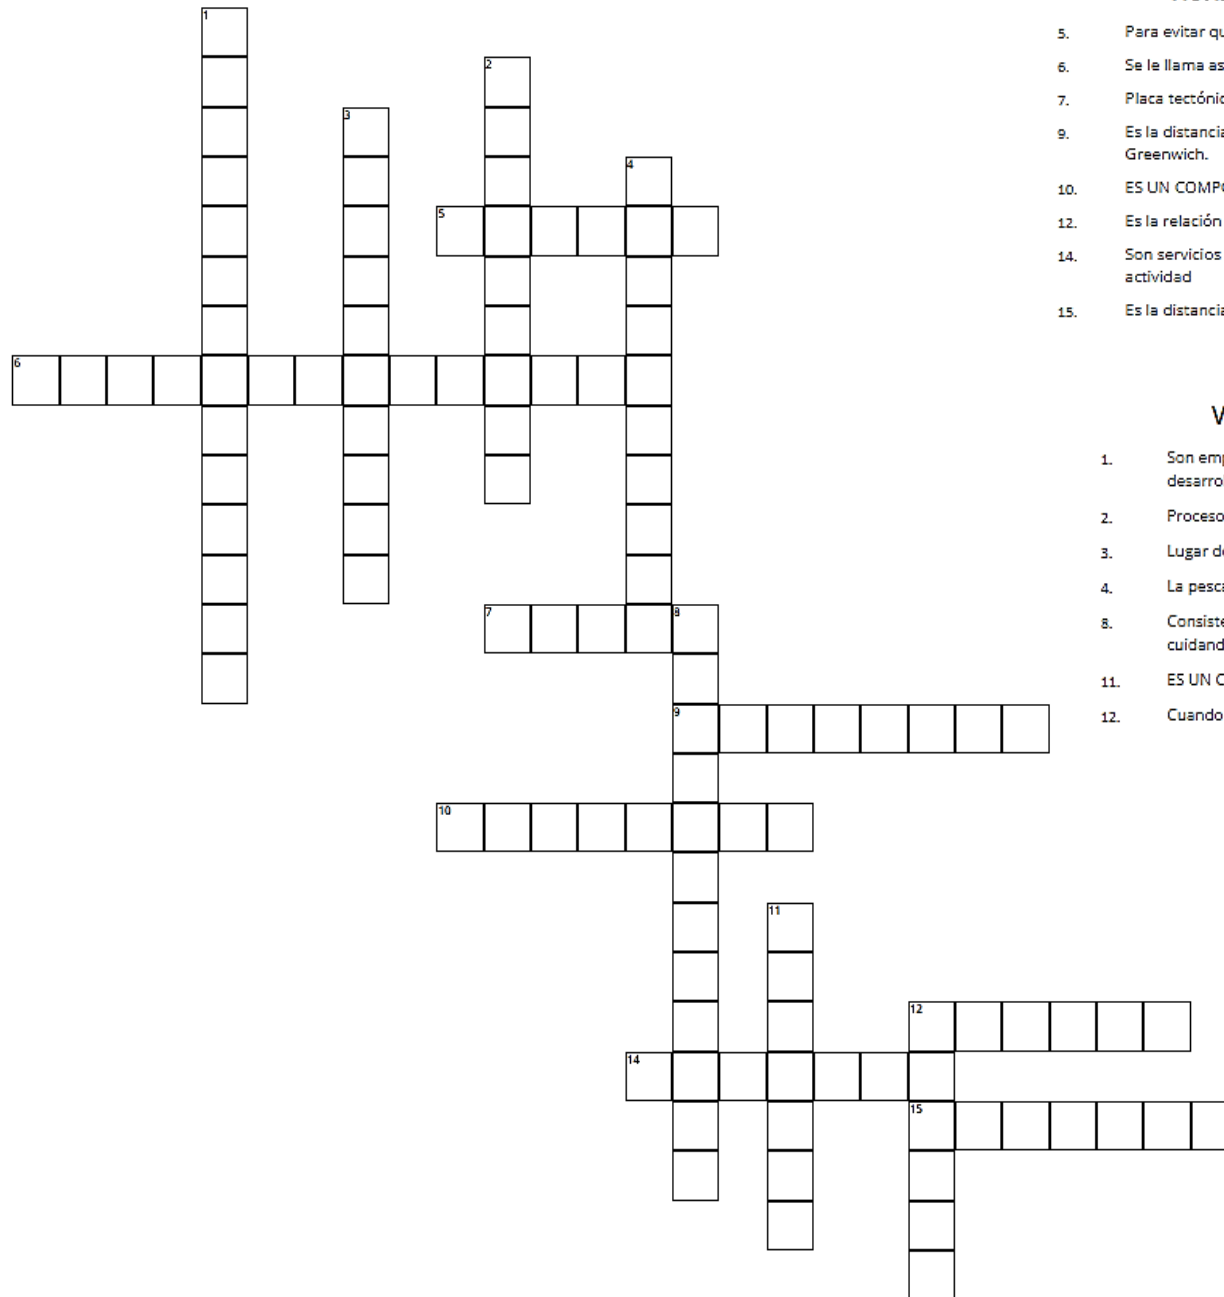 1
2
3
4
5
6
7
8
9
10
11
12
14
15
5. Para evitar qu
6. Se le llama as
7. Placa tectónic
9. Es la distancia
Greenwich.
10. ES UN COMP
12. Es la relación
14. Son servicios
actividad
15. Es la distancia
V
1. Son emp
desarro
2. Proceso
3. Lugar de
4. La pesca
8. Consiste
cuidand
11. ES UN C
12. Cuando